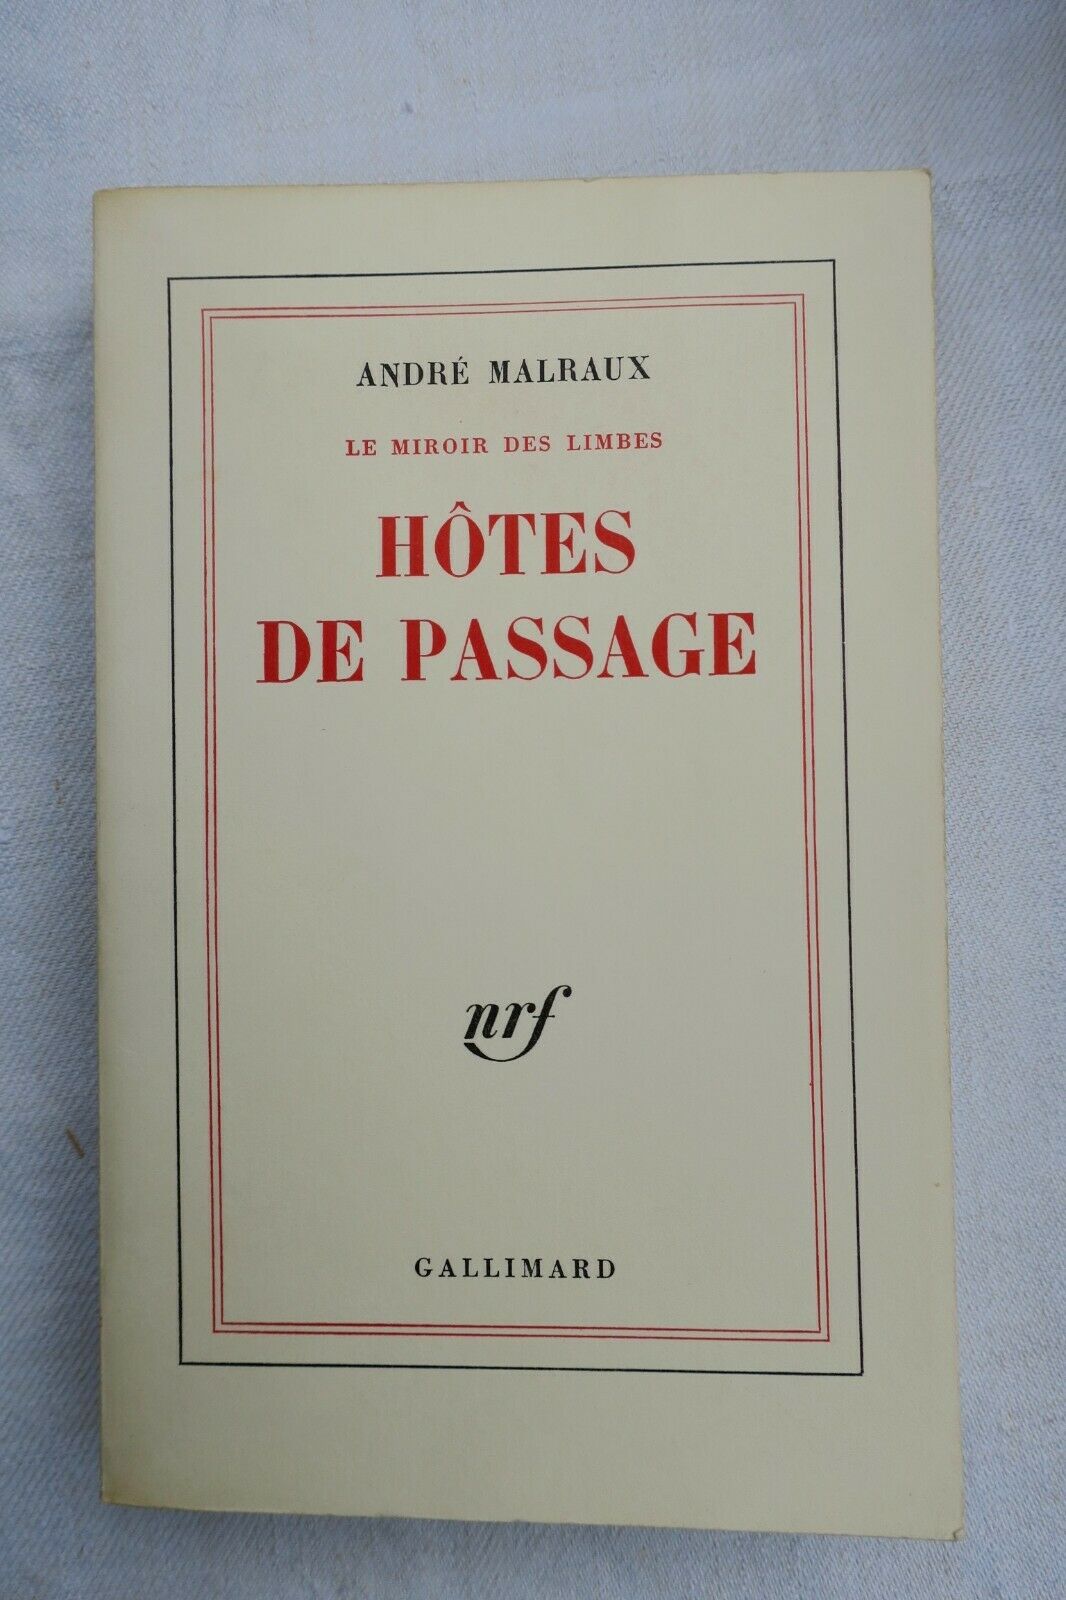 ANDRÉ MALRAUX
LE MIROIR DES LIMBES
HÔTES
DE PASSAGE
nrf
GALLIMARD